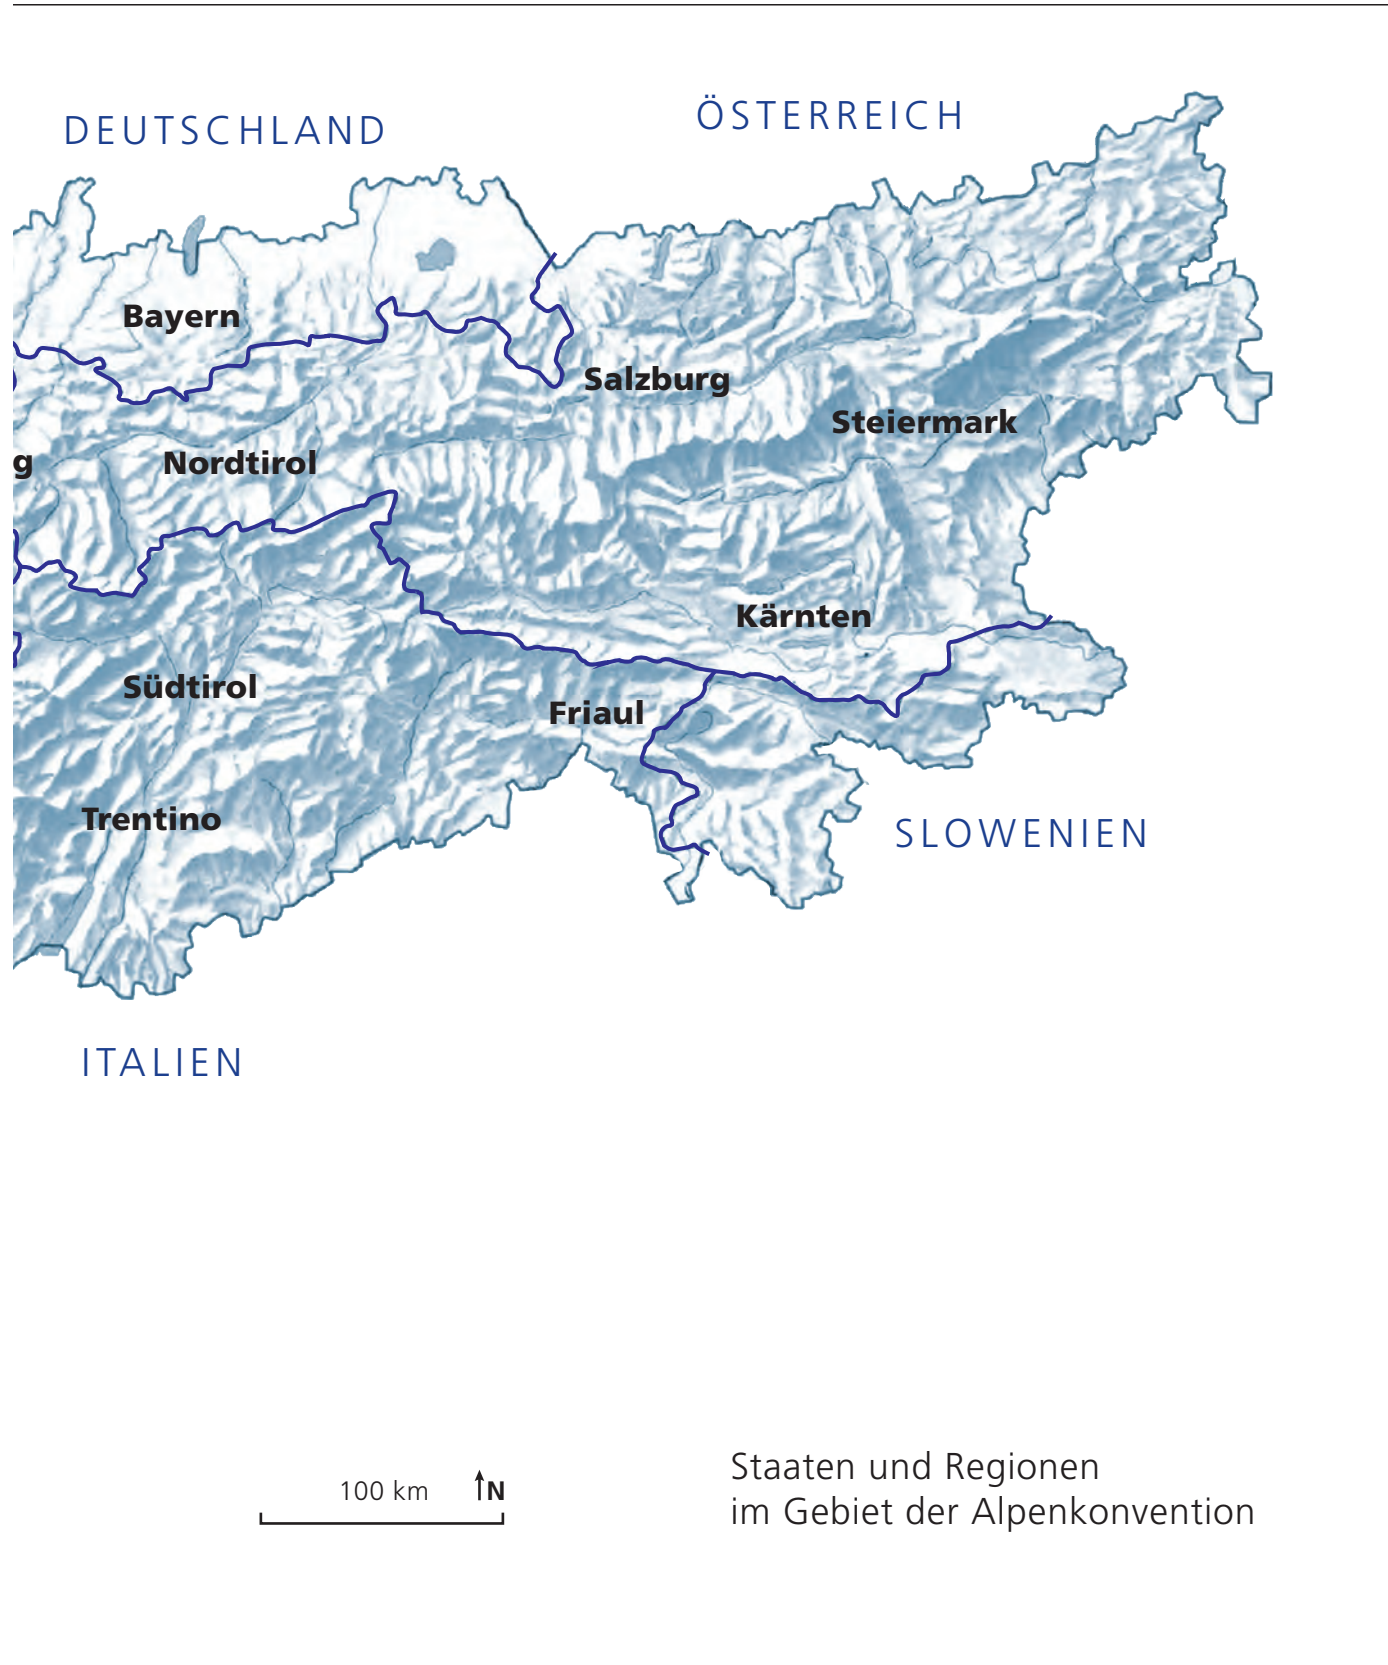 DEUTSCHLAND
ÖSTERREICH
Bayern
Salzburg
Steiermark
g
Nordtirol
Kärnten
Südtirol
Friaul
Trentino
SLOWENIEN
ITALIEN
100 km
N
Staaten und Regionen
im Gebiet der Alpenkonvention